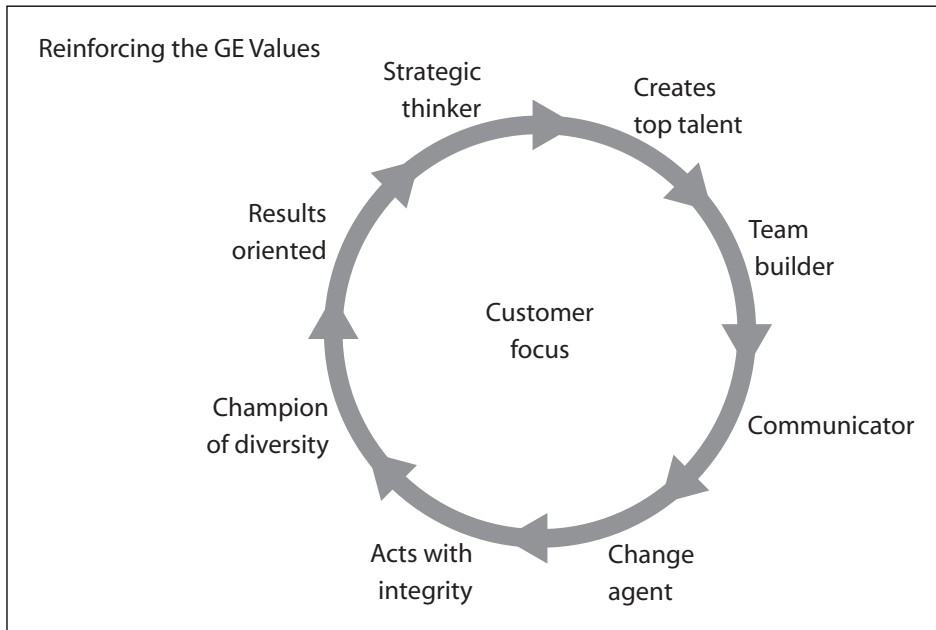 Reinforcing the GE Values
Strategic
thinker
Creates
top talent
Team
builder
Communicator
Change
agent
Acts with
integrity
Champion
of diversity
Results
oriented
Customer
focus